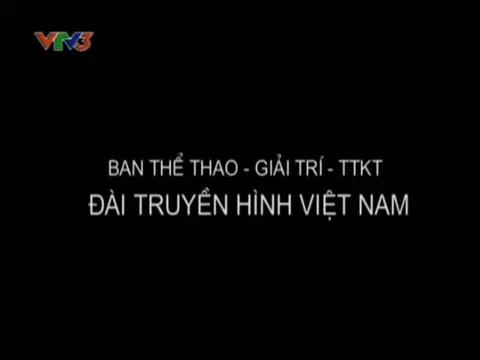 VTV3
BAN THỂ THAO - GIẢI TRÍ - TTKT
ĐÀI TRUYỀN HÌNH VIỆT NAM